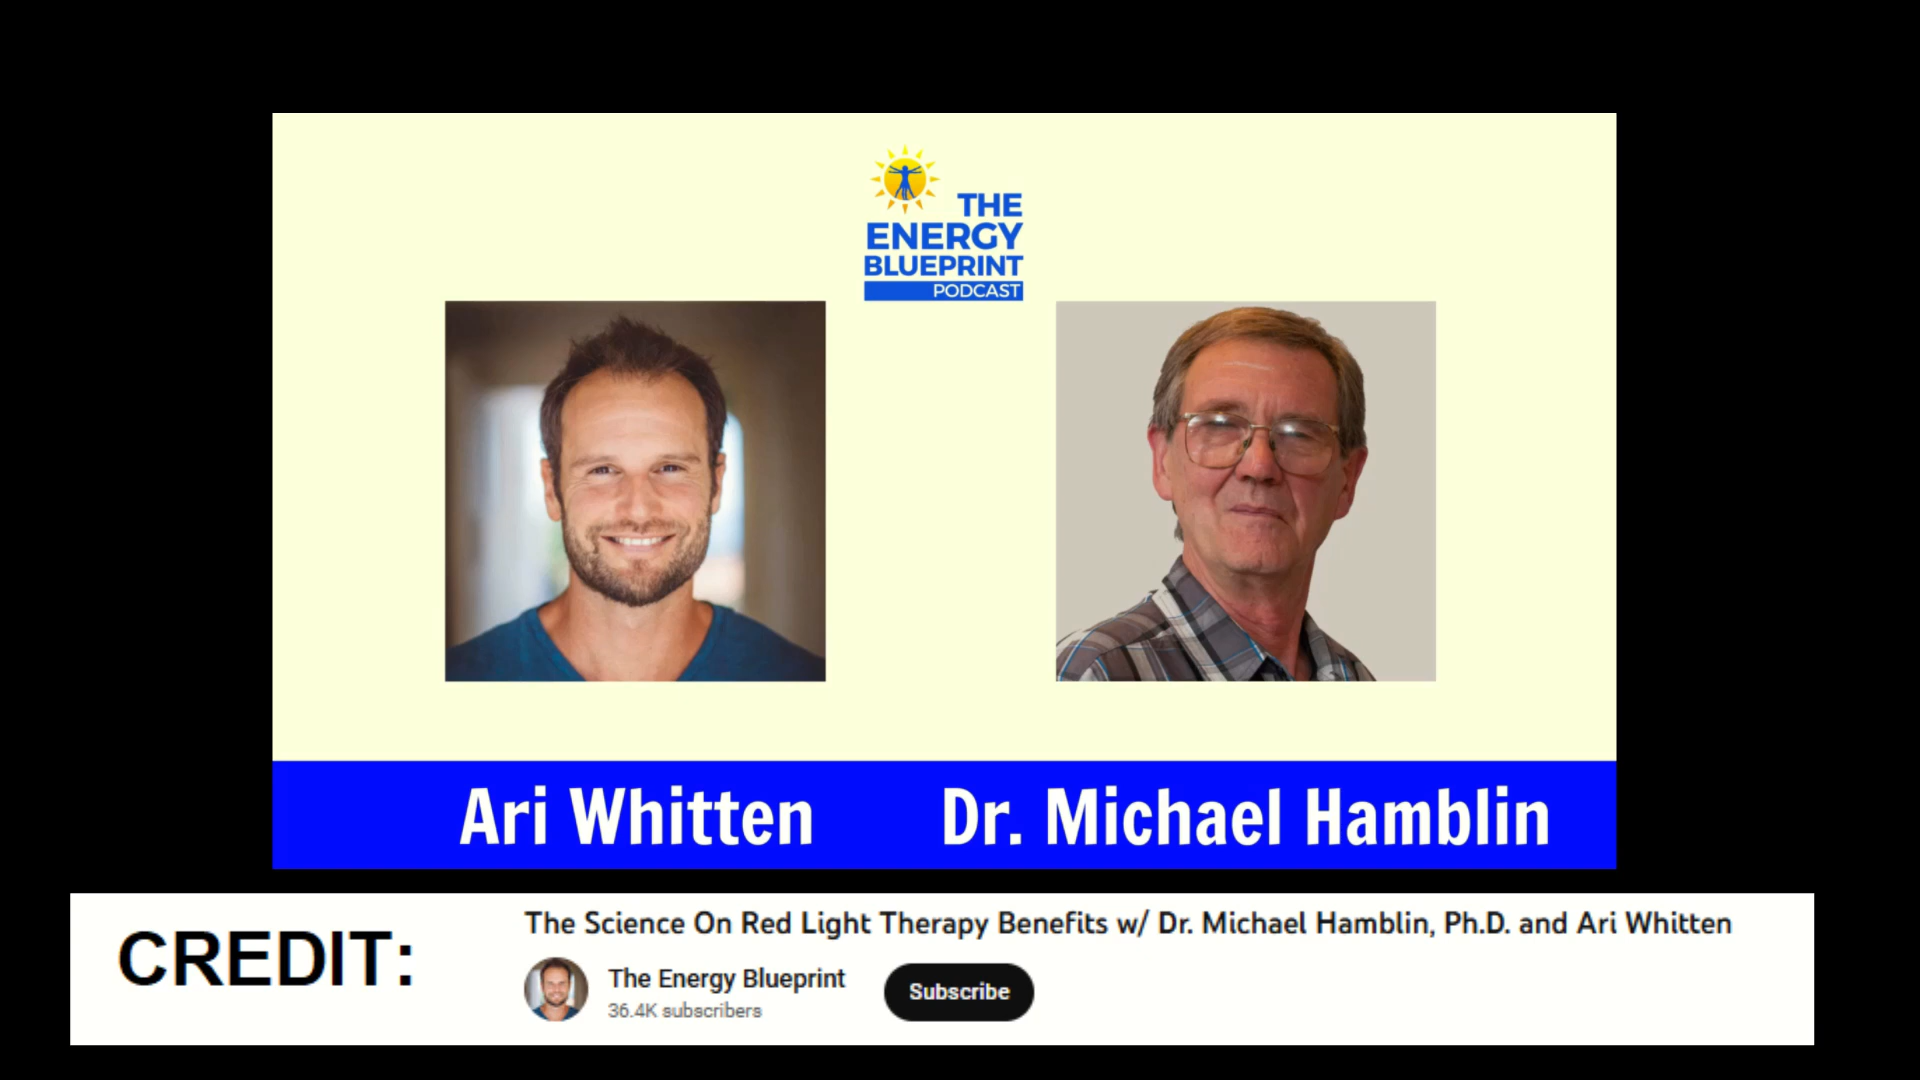 THE
ENERGY
BLUEPRINT
PODCAST
Ari Whitten
Dr. Michael Hamblin
CREDIT:
The Science On Red Light Therapy Benefits w/ Dr. Michael Hamblin, Ph.D. and Ari Whitten
The Energy Blueprint
36.4K subscribers
Subscribe